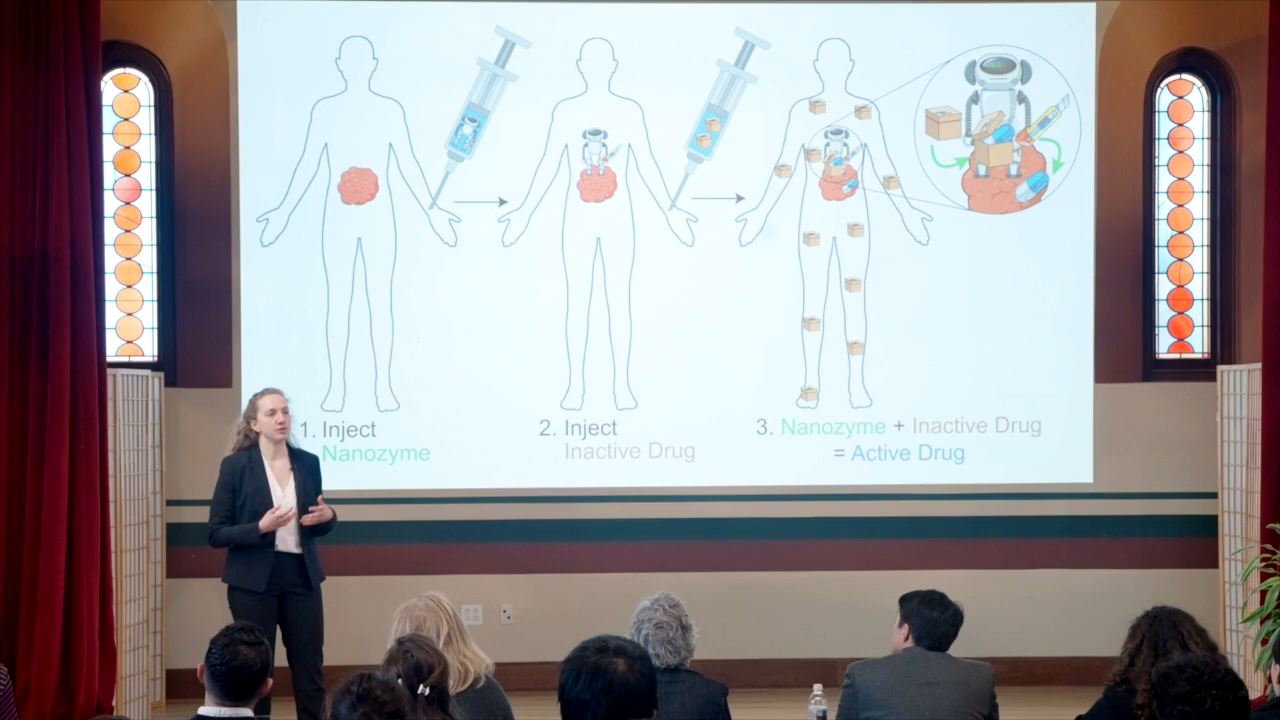 1. Inject
Nanozyme
2. Inject
Inactive Drug
3. Nanozyme + Inactive Drug
= Active Drug